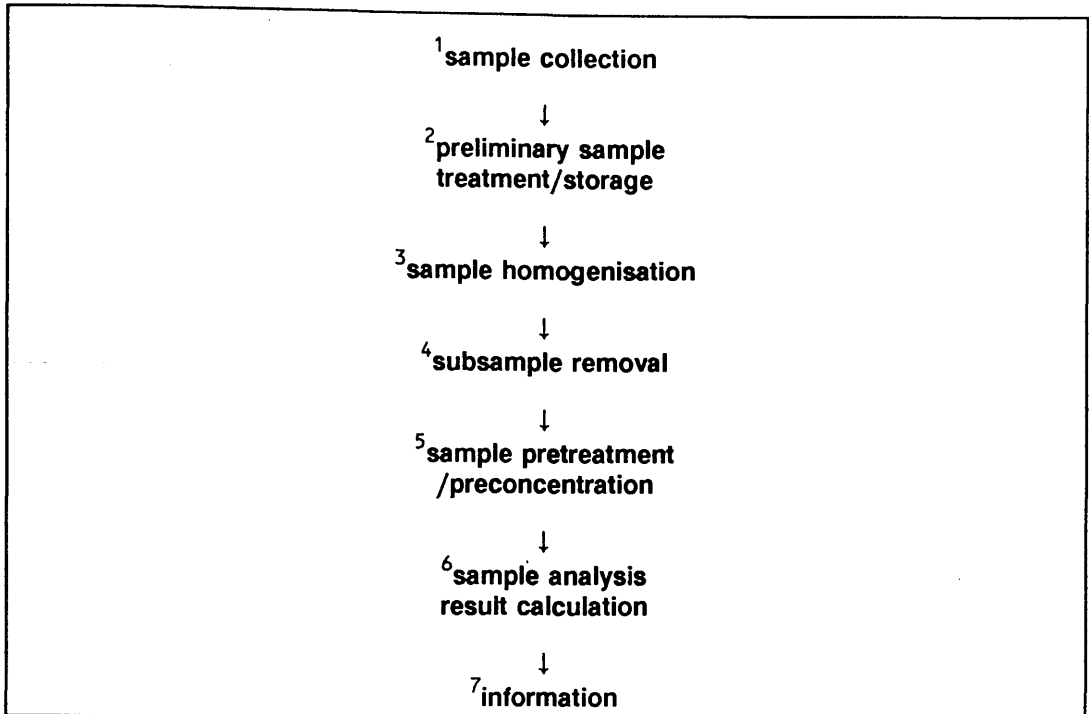 ¹sample collection
↓
²preliminary sample
treatment/storage
↓
³sample homogenisation
↓
⁴subsample removal
↓
⁵sample pretreatment
/preconcentration
↓
⁶sample analysis
result calculation
↓
⁷information